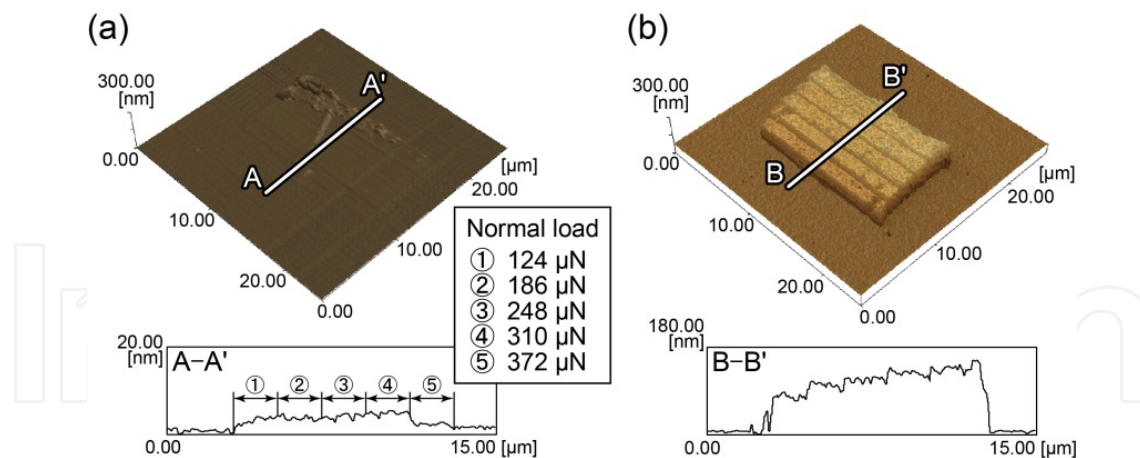 (a)
300.00
[nm]
0.00
A'
A
[µm]
20.00
10.00
10.00
20.00
0.00
(b)
300.00
[nm]
0.00
B'
B
[µm]
20.00
10.00
10.00
20.00
0.00
Normal load
① 124 µN
② 186 µN
③ 248 µN
④ 310 µN
⑤ 372 µN
20.00
[nm]
A–A'
① ② ③ ④ ⑤
0.00 15.00 [µm]
180.00
[nm]
B–B'
0.00 15.00 [µm]